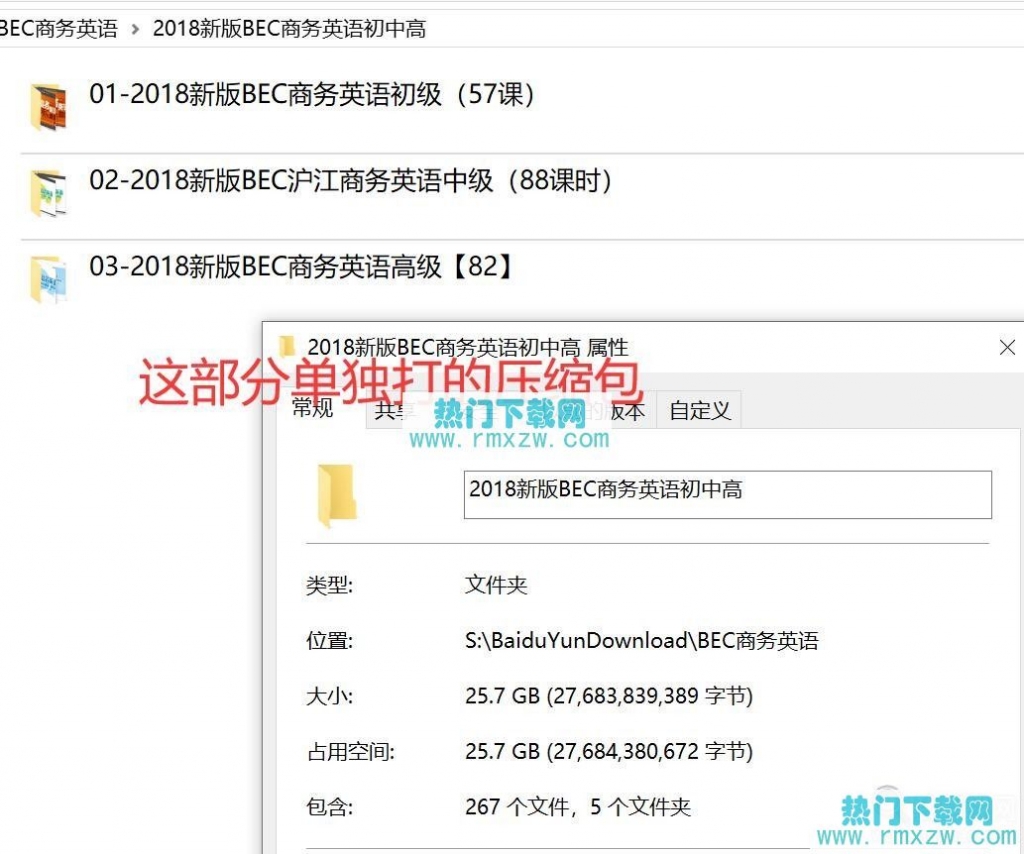 BEC商务英语 › 2018新版BEC商务英语初中高
01-2018新版BEC商务英语初级（57课）
02-2018新版BEC沪江商务英语中级（88课时）
03-2018新版BEC商务英语高级【82】
2018新版BEC商务英语初中高 属性
这部分单独打的压缩包
常规 共享 的版本 自定义
热门下载网
www.rmxzw.com
2018新版BEC商务英语初中高
类型: 文件夹
位置: S:\BaiduYunDownload\BEC商务英语
大小: 25.7 GB (27,683,839,389 字节)
占用空间: 25.7 GB (27,684,380,672 字节)
包含: 267 个文件，5 个文件夹
热门下载网
www.rmxzw.com